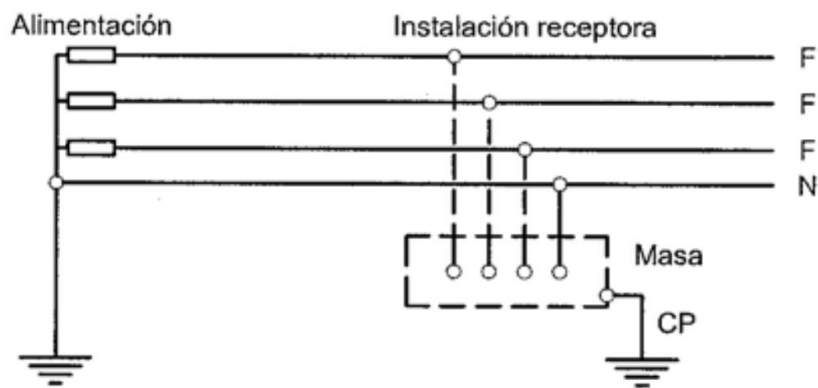 Alimentación
Instalación receptora
F
F
F
N
Masa
CP